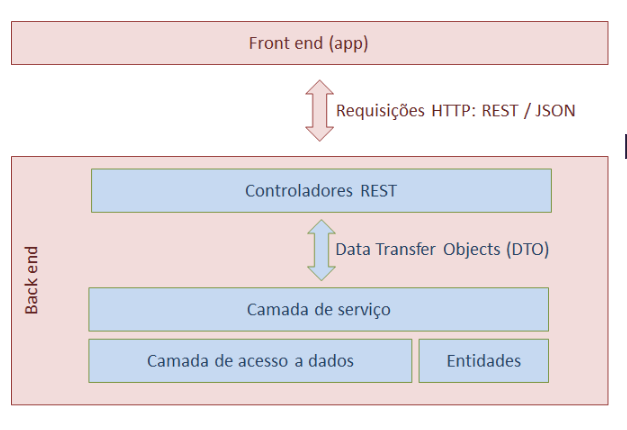 Front end (app)
Requisições HTTP: REST / JSON
Controladores REST
Data Transfer Objects (DTO)
Back end
Camada de serviço
Camada de acesso a dados
Entidades